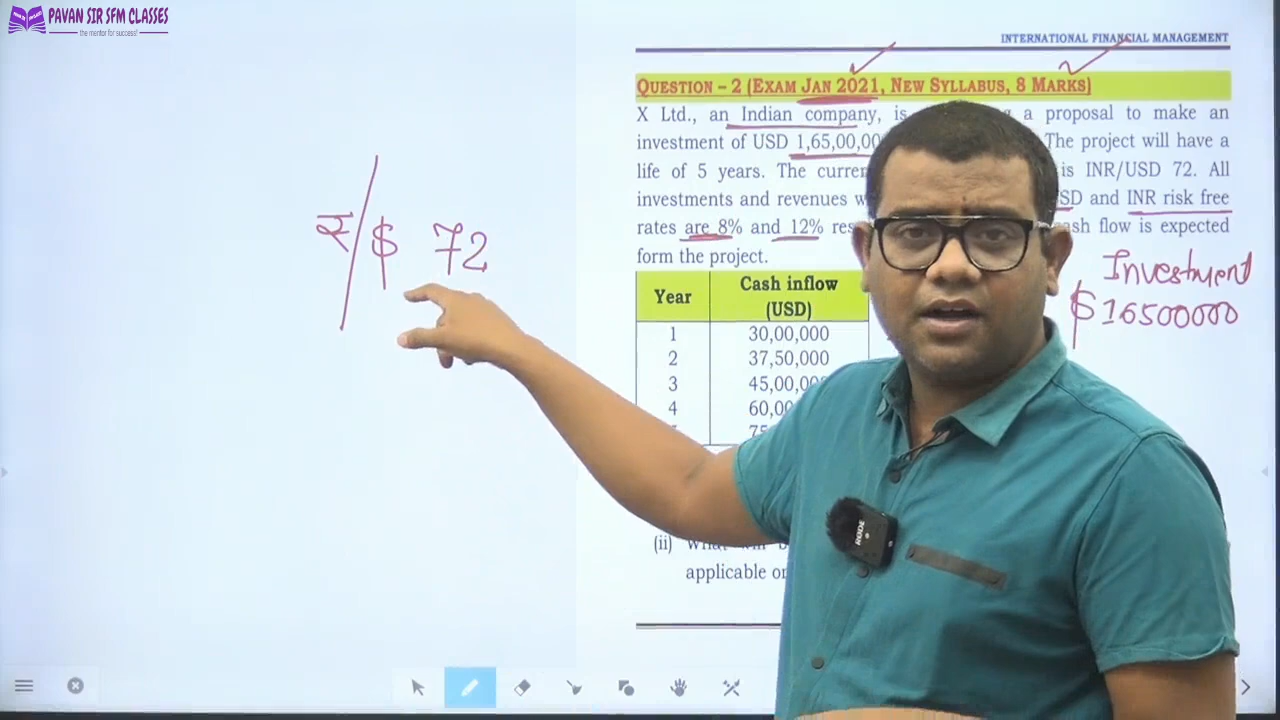 PAVAN SIR SFM CLASSES
the mentor for success!
INTERNATIONAL FINANCIAL MANAGEMENT
QUESTION – 2 (EXAM JAN 2021, NEW SYLLABUS, 8 MARKS)
X Ltd., an Indian company, is a proposal to make an
investment of USD 1,65,00,00 The project will have a
life of 5 years. The curren is INR/USD 72. All
investments and revenues w SD and INR risk free
rates are 8% and 12% res cash flow is expected
form the project.
Year Cash inflow (USD)
1 30,00,000
2 37,50,000
3 45,00,00
4 60,00
75
(ii) What will b
applicable or
₹/$ 72
Investment
$ 16500000
RODE